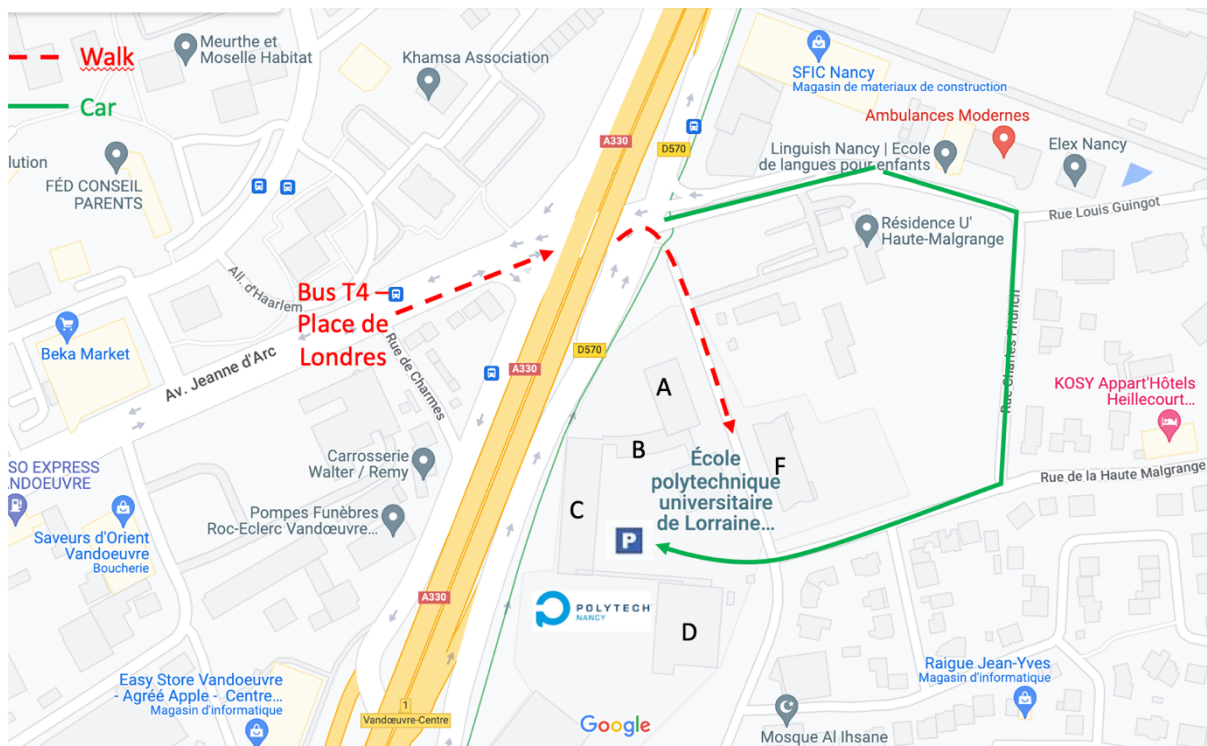 Walk
Car
Meurthe et
Moselle Habitat
Khamsa Association
SFIC Nancy
Magasin de materiaux de construction
Ambulances Modernes
A330
D570
Linguish Nancy | Ecole
de langues pour enfants
Elex Nancy
lution
FÉD CONSEIL
PARENTS
Rue Louis Guingot
Résidence U'
Haute-Malgrange
All. d'Haarlem
Bus T4
Place de
Londres
Beka Market
Av. Jeanne d'Arc
Rue de Charmes
D570
A330
A
KOSY Appart'Hôtels
Heillecourt...
B
F
École
polytechnique
universitaire
de Lorraine...
Carrosserie
Walter / Remy
Rue de la Haute Malgrange
SO EXPRESS
ANDOEUVRE
C
Pompes Funèbres
Roc-Eclerc Vandœuvre...
Saveurs d'Orient
Vandoeuvre
Boucherie
P
A330
POLYTECH
NANCY
D
Easy Store Vandoeuvre
- Agréé Apple - Centre...
Magasin d'informatique
Raigue Jean-Yves
Magasin d'informatique
1
Vandœuvre-Centre
Google
Mosque Al Ihsane